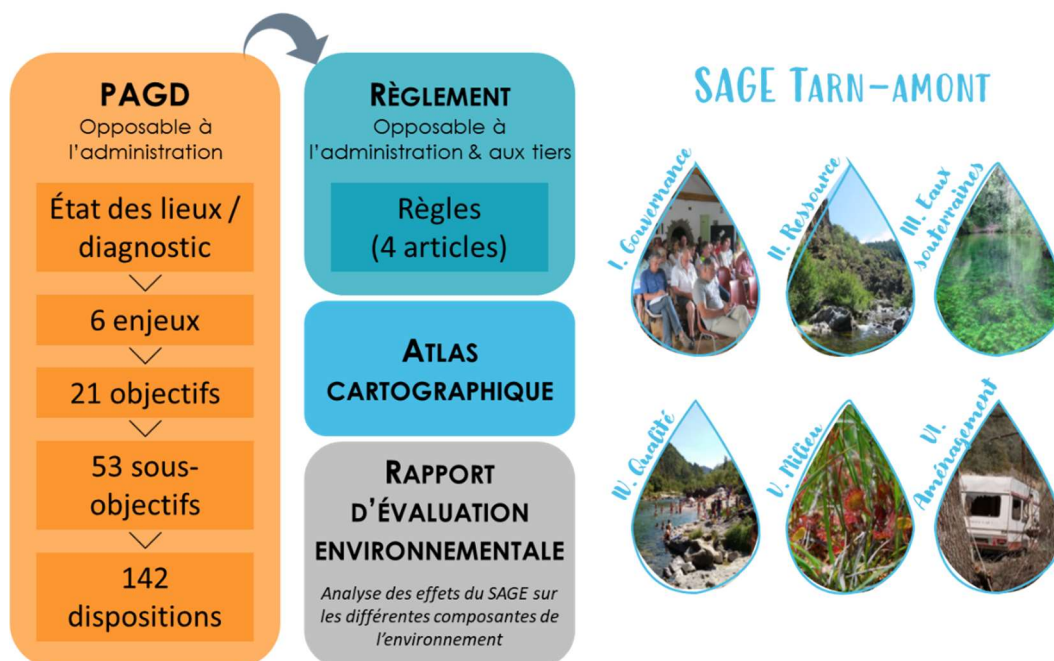 PAGD
Opposable à
l'administration
État des lieux /
diagnostic
6 enjeux
21 objectifs
53 sous-
objectifs
142
dispositions
RÈGLEMENT
Opposable à
l'administration & aux tiers
Règles
(4 articles)
ATLAS
CARTOGRAPHIQUE
RAPPORT
D'ÉVALUATION
ENVIRONNEMENTALE
Analyse des effets du SAGE sur
les différentes composantes de
l'environnement
SAGE TARN-AMONT
I. Gouvernance
II. Ressource
III. Eaux
souterraines
IV. Qualité
V. Milieu
VI.
Aménagement